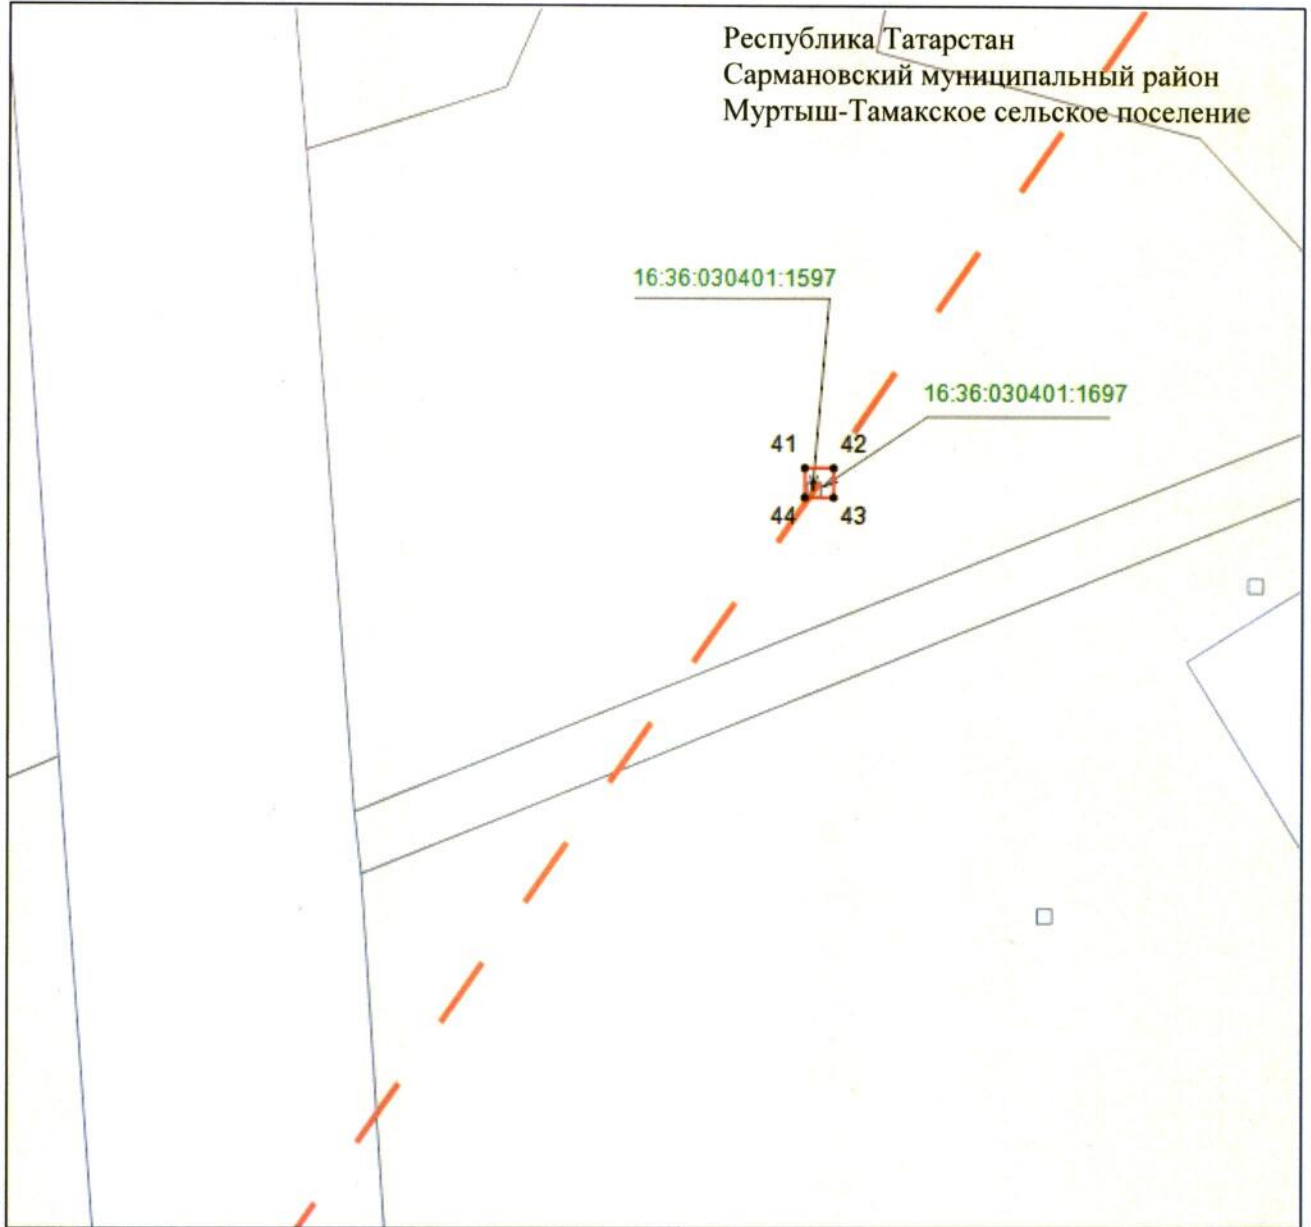 Республика Татарстан
Сармановский муниципальный район
Муртыш-Тамакское сельское поселение
16:36:030401:1597
16:36:030401:1697
41 42
44 43